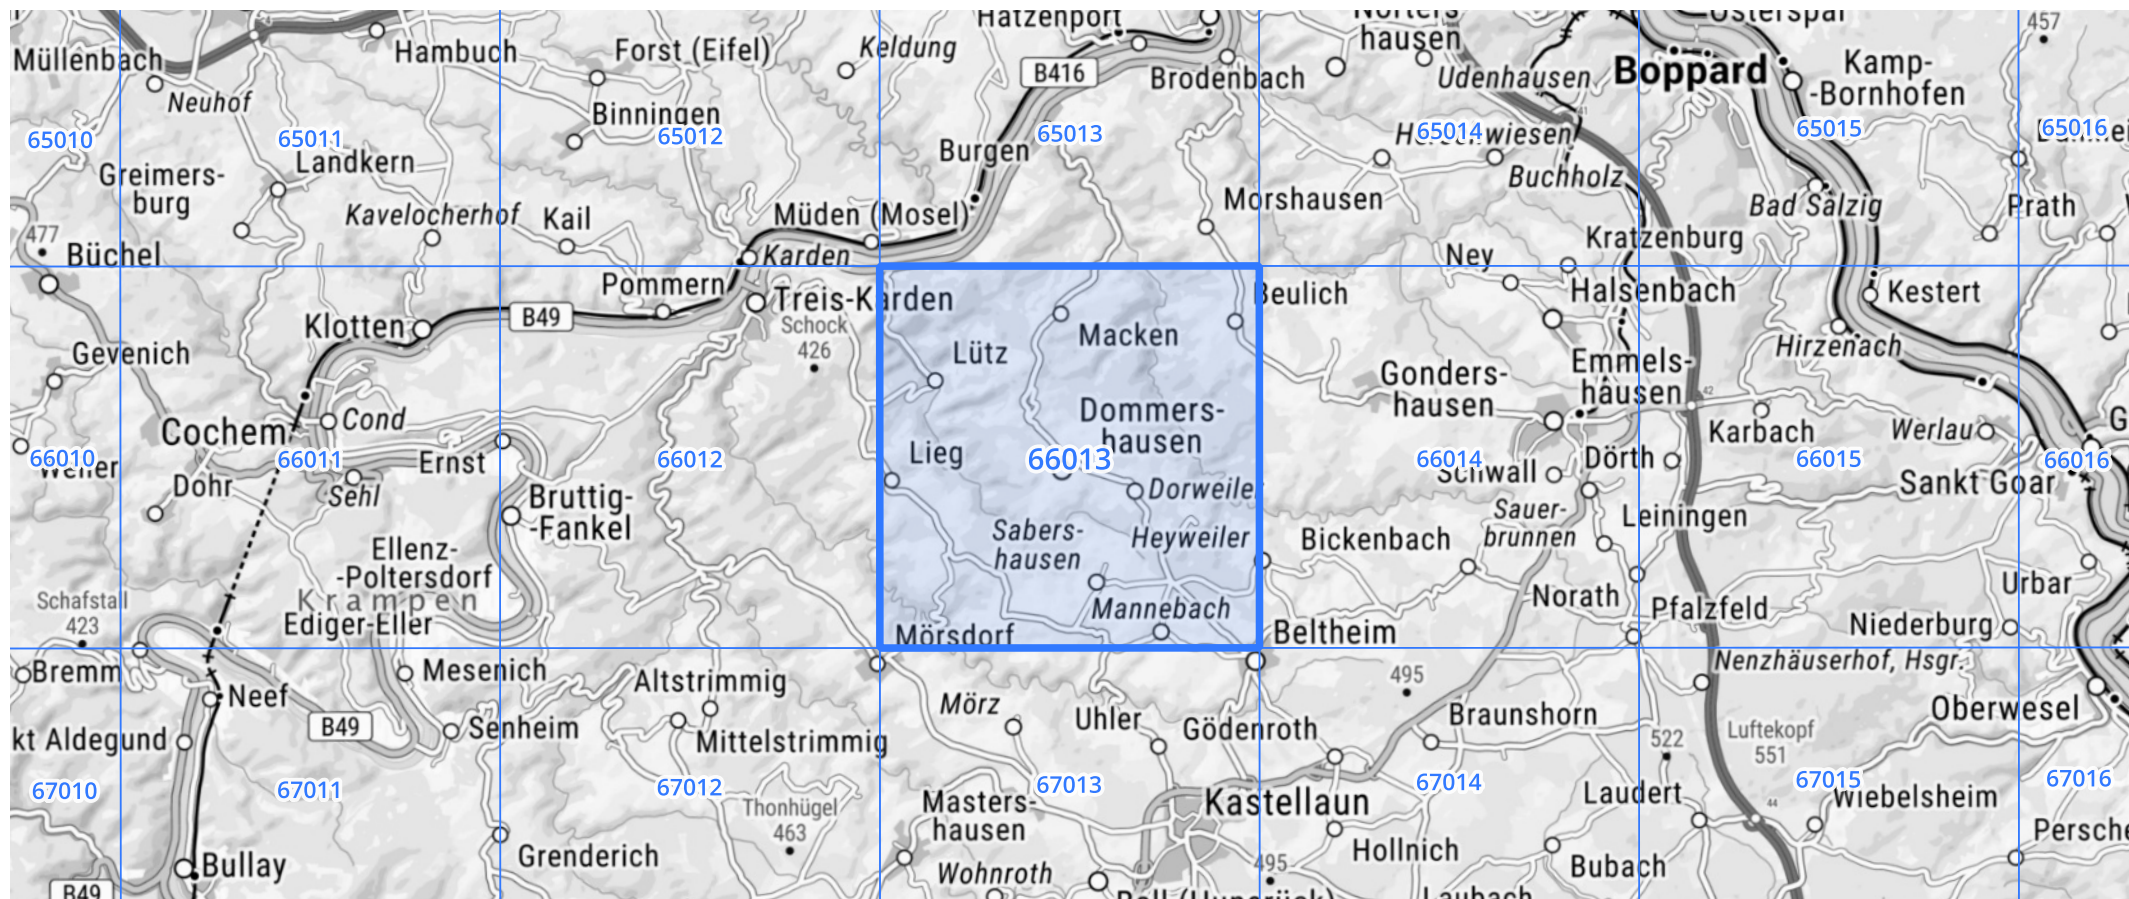 Hatzenport
Müllenbach
Hambuch
Forst (Eifel)
Keldung
B416
Brodenbach
hausen
Udenhausen
Boppard
Kamp-
-Bornhofen
457
Neuhof
Binningen
41
65010
65011
65012
65013
65014
65015
65016
Landkern
Burgen
Buchholz
Greimers-
burg
Kavelocherhof
Kail
Müden (Mosel)
Morshausen
Bad Salzig
Prath
477
Büchel
Karden
Kratzenburg
Ney
Pommern
Treis-Karden
Beulich
Halsenbach
Kestert
Klotten
B49
Schock
426
Macken
Gevenich
Lütz
Hirzenach
Emmels-
hausen
Gonders-
hausen
42
Cochem
Cond
Dommers-
hausen
Karbach
Werlau
66010
66011
66012
66013
66014
66015
66016
Ernst
Lieg
Dörth
Dohr
Sehl
Dorweiler
Sankt Goar
Bruttig-
-Fankel
Sabers-
hausen
Heyweiler
Bickenbach
Sauer-
brunnen
Leiningen
Ellenz-
-Poltersdorf
Krampen
Ediger-Eller
Schafstall
423
Mannebach
Norath
Pfalzfeld
Urbar
Niederburg
Mörsdorf
Beltheim
Bremm
Mesenich
Altstrimmig
495
Nenzhäuserhof, Hsgr.
Neef
Mörz
Uhler
Gödenroth
Braunshorn
Oberwesel
kt Aldegund
B49
Senheim
Mittelstrimmig
522
Luftekopf
551
67010
67011
67012
67013
67014
67015
67016
Thonhügel
463
Masters-
hausen
Kastellaun
Laudert
44
Wiebelsheim
Bullay
Grenderich
Wohnroth
Hollnich
495
Bubach
Persche
B49
Laubach